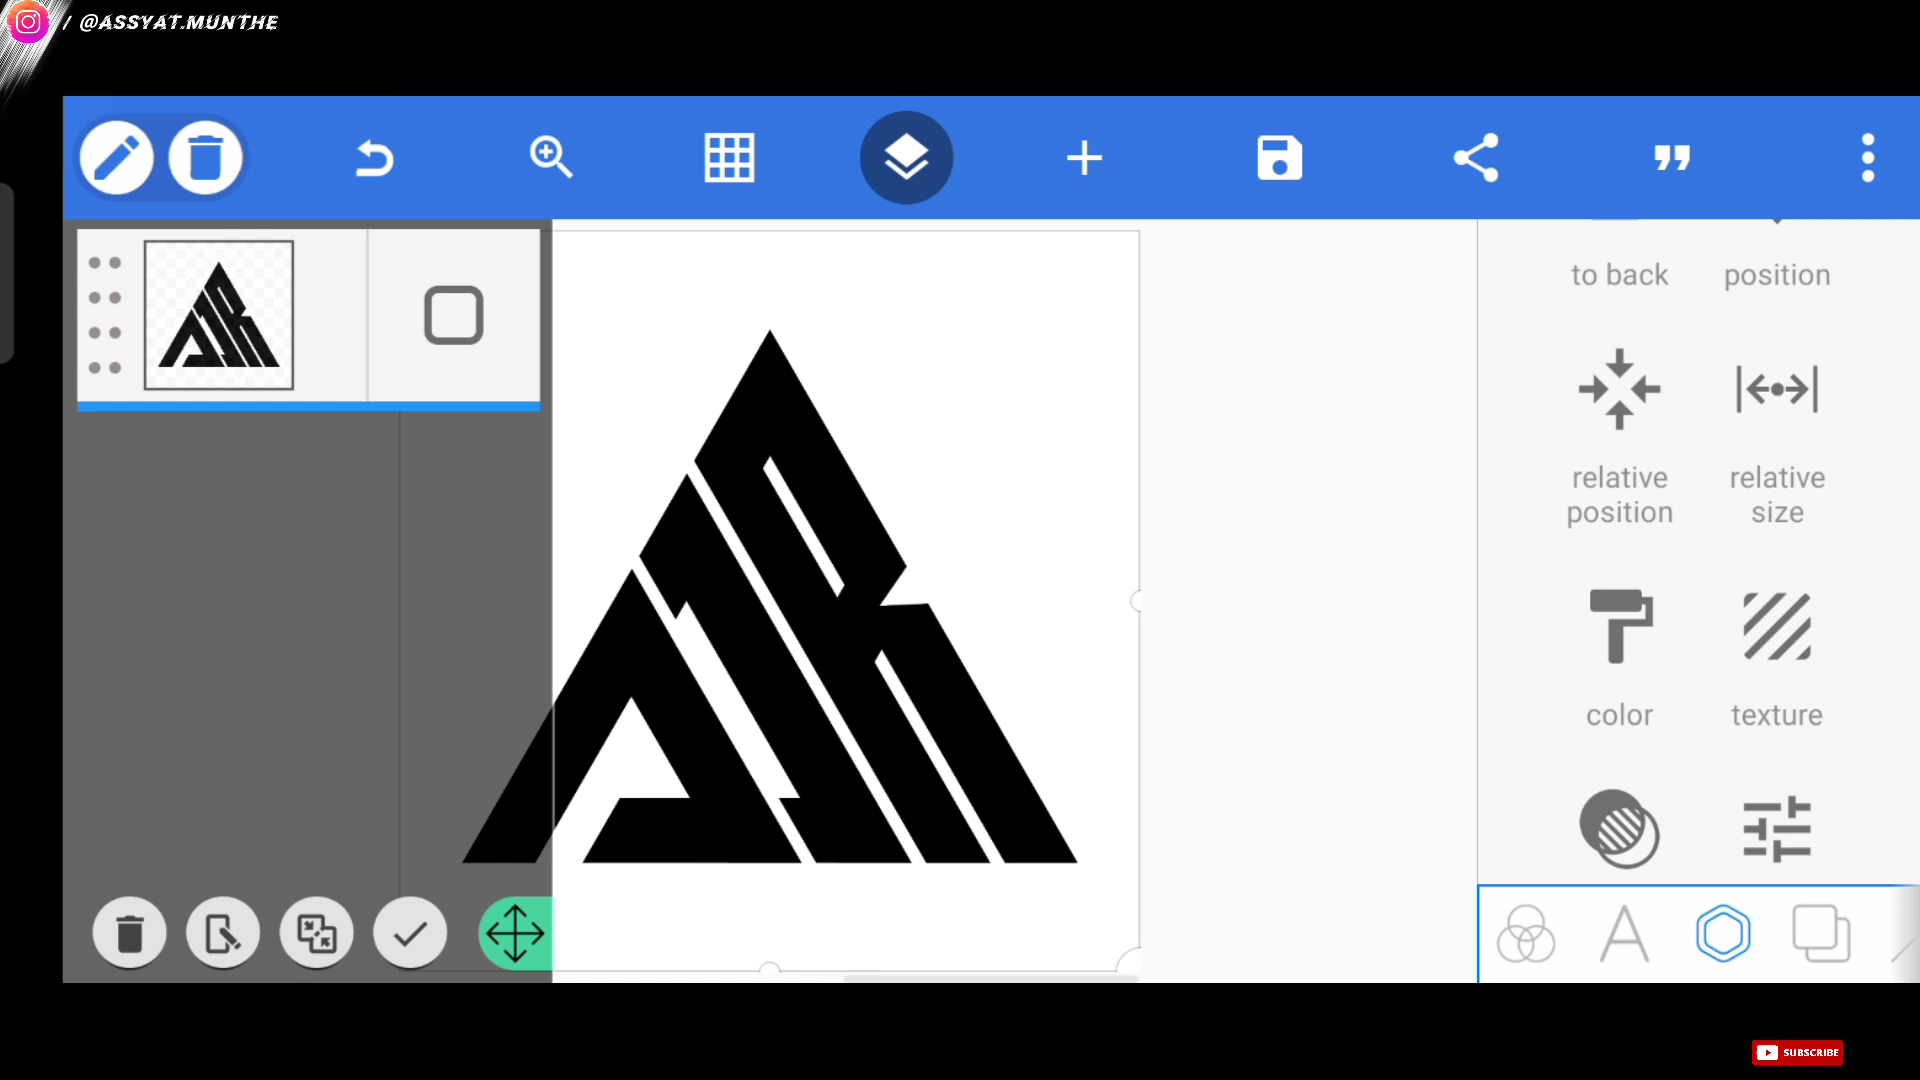 / @ASSYAT.MUNTHE
to back
position
relative position
relative size
color
texture
SUBSCRIBE